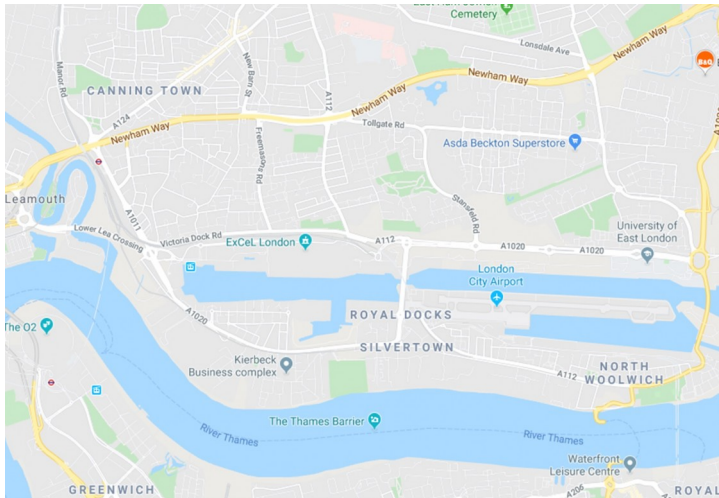 Cemetery
Lonsdale Ave
Newham Way
B&Q
Manor Rd
New Barn St
Newham Way
CANNING TOWN
Newham Way
A112
A124
Tollgate Rd
Newham Way
Freemasons Rd
Asda Beckton Superstore
Leamouth
Stansfeld Rd
A1011
Lower Lea Crossing
Victoria Dock Rd
ExCeL London
A112
A1020
A1020
University of
East London
London
City Airport
A1020
ROYAL DOCKS
The O2
SILVERTOWN
Kierbeck
Business complex
A112
NORTH
WOOLWICH
The Thames Barrier
River Thames
River Thames
Waterfront
Leisure Centre
GREENWICH
A206
ROYAL